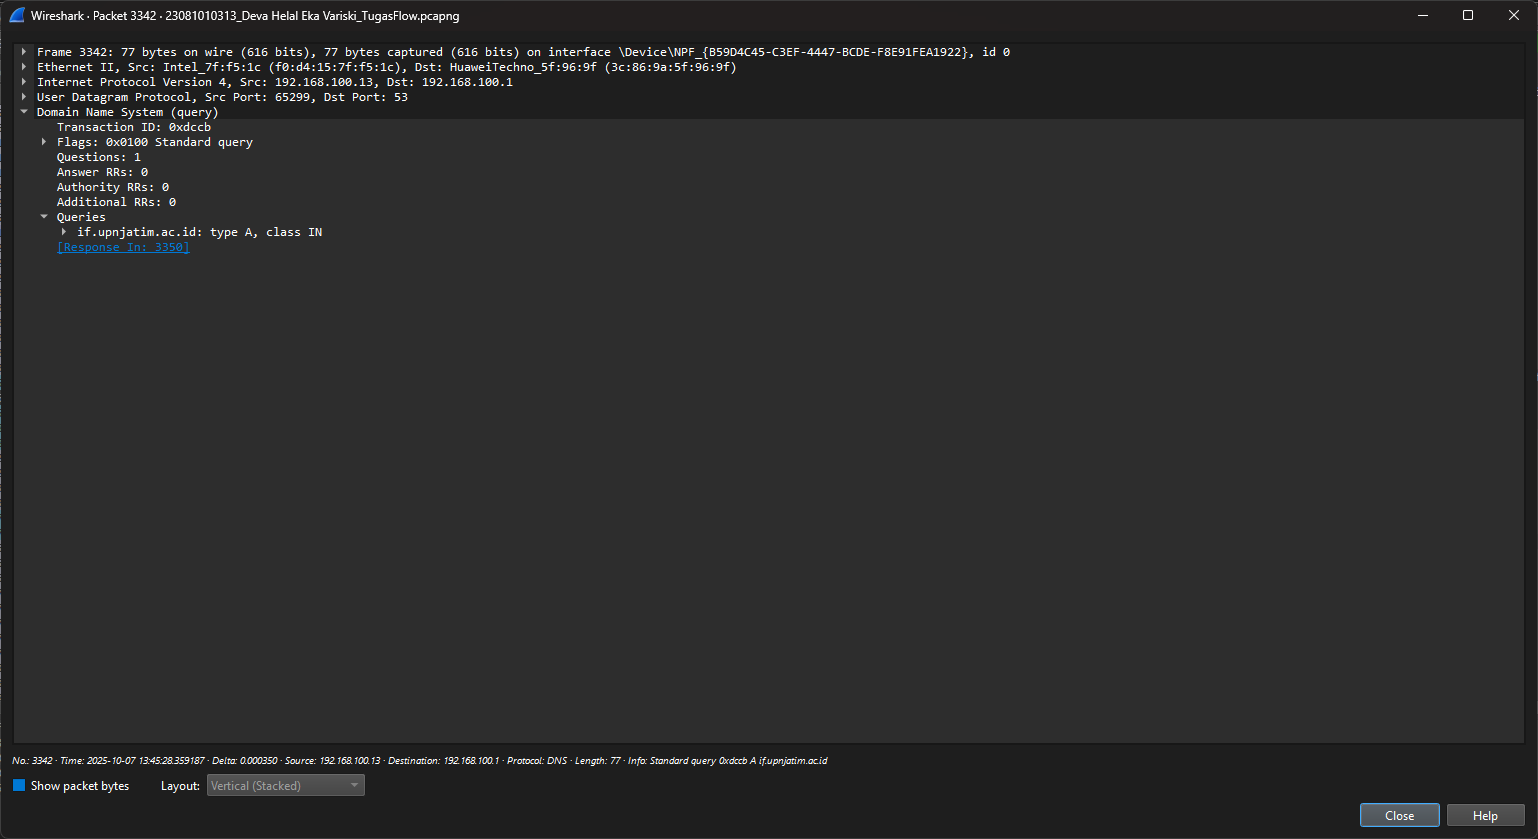 Wireshark · Packet 3342 · 23081010313_Deva Helal Eka Variski_TugasFlow.pcapng
Frame 3342: 77 bytes on wire (616 bits), 77 bytes captured (616 bits) on interface \Device\NPF_{B59D4C45-C3EF-4447-BCDE-F8E91FEA1922}, id 0
Ethernet II, Src: Intel_7f:f5:1c (f0:d4:15:7f:f5:1c), Dst: HuaweiTechno_5f:96:9f (3c:86:9a:5f:96:9f)
Internet Protocol Version 4, Src: 192.168.100.13, Dst: 192.168.100.1
User Datagram Protocol, Src Port: 65299, Dst Port: 53
Domain Name System (query)
Transaction ID: 0xdccb
Flags: 0x0100 Standard query
Questions: 1
Answer RRs: 0
Authority RRs: 0
Additional RRs: 0
Queries
if.upnjatim.ac.id: type A, class IN
[Response In: 3350]
No.: 3342 · Time: 2025-10-07 13:45:28.359187 · Delta: 0.000350 · Source: 192.168.100.13 · Destination: 192.168.100.1 · Protocol: DNS · Length: 77 · Info: Standard query 0xdccb A if.upnjatim.ac.id
Show packet bytes Layout: Vertical (Stacked)
Close Help